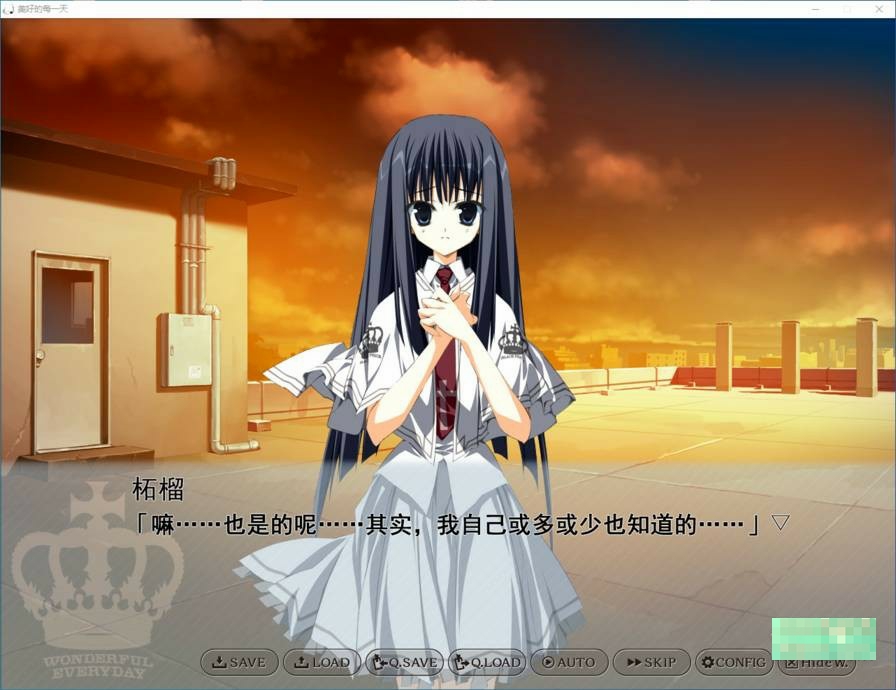 美好的每一天
柘榴
「嘛……也是的呢……其实，我自己或多或少也知道的……」▽
WONDERFUL
EVERYDAY
SAVE LOAD Q.SAVE Q.LOAD AUTO SKIP CONFIG Hide W.